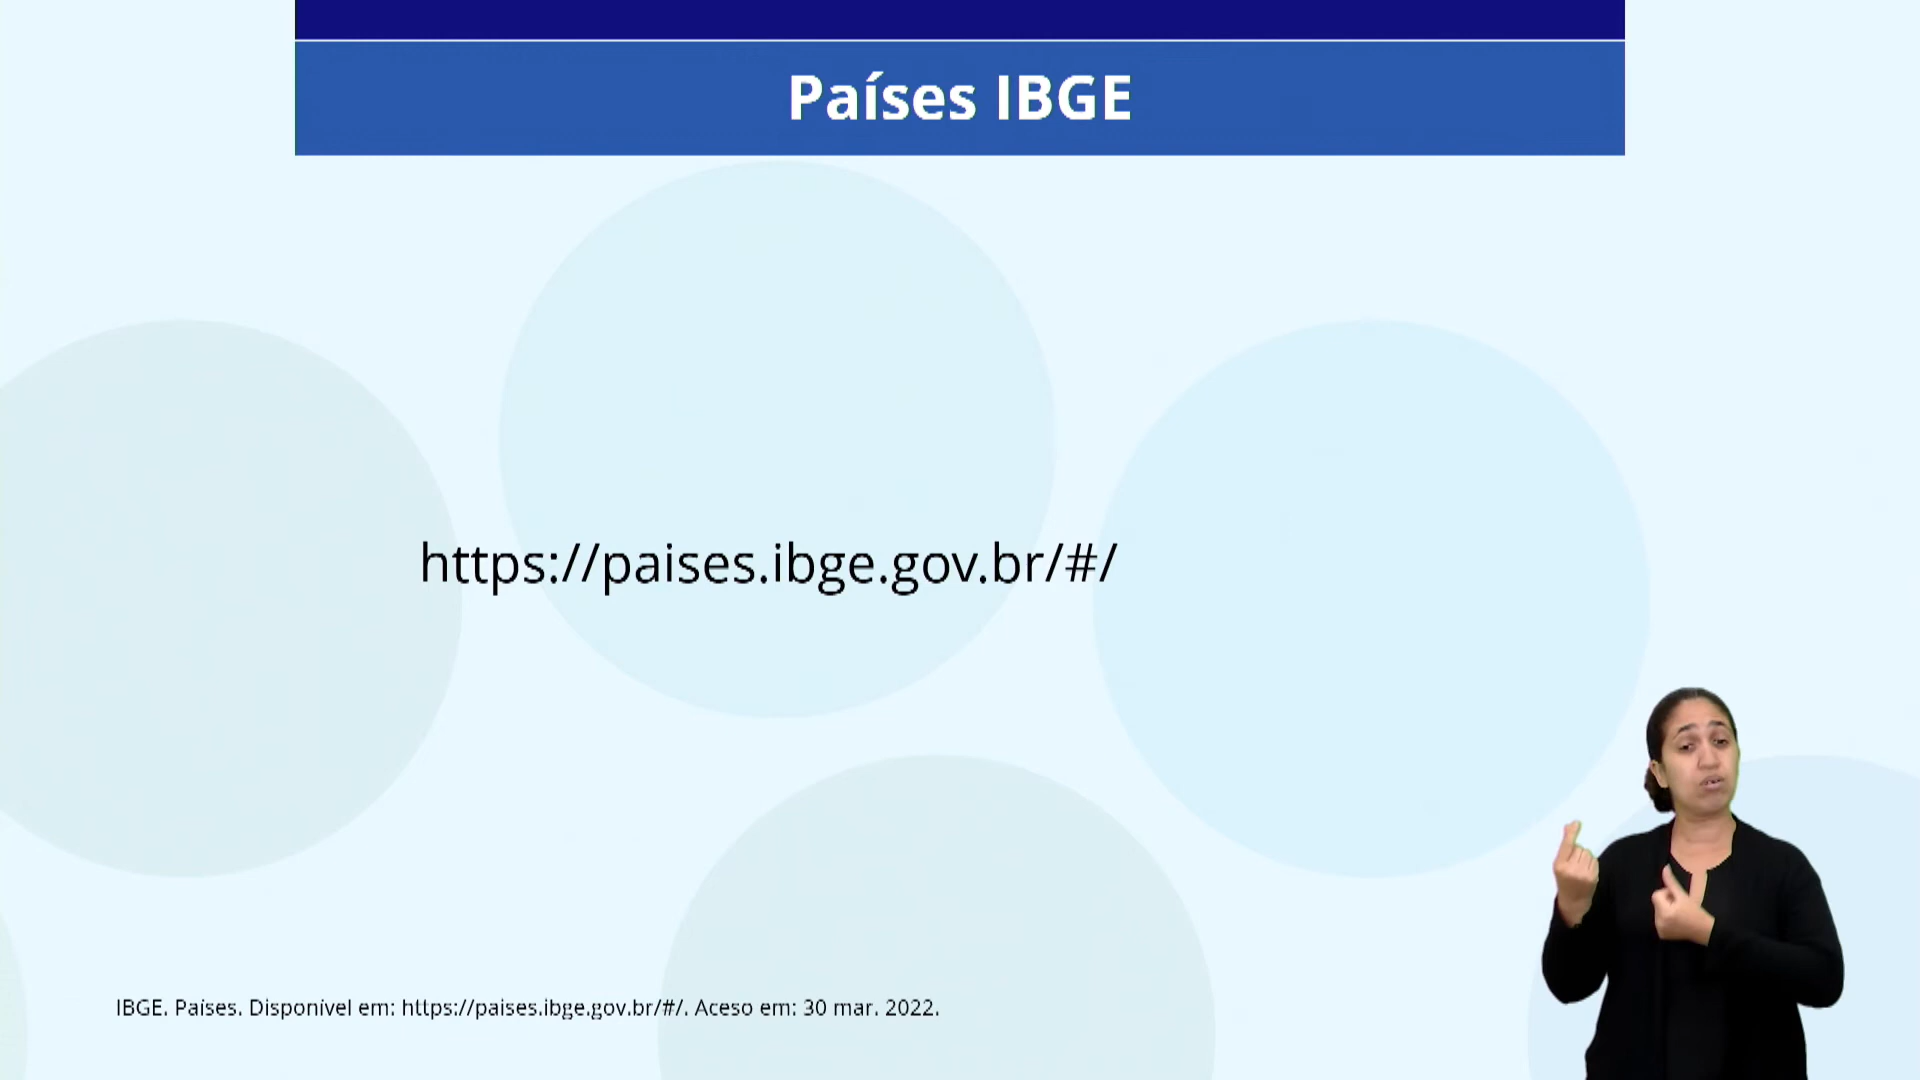 Países IBGE
https://paises.ibge.gov.br/#/
IBGE. Países. Disponível em: https://paises.ibge.gov.br/#/. Aceso em: 30 mar. 2022.